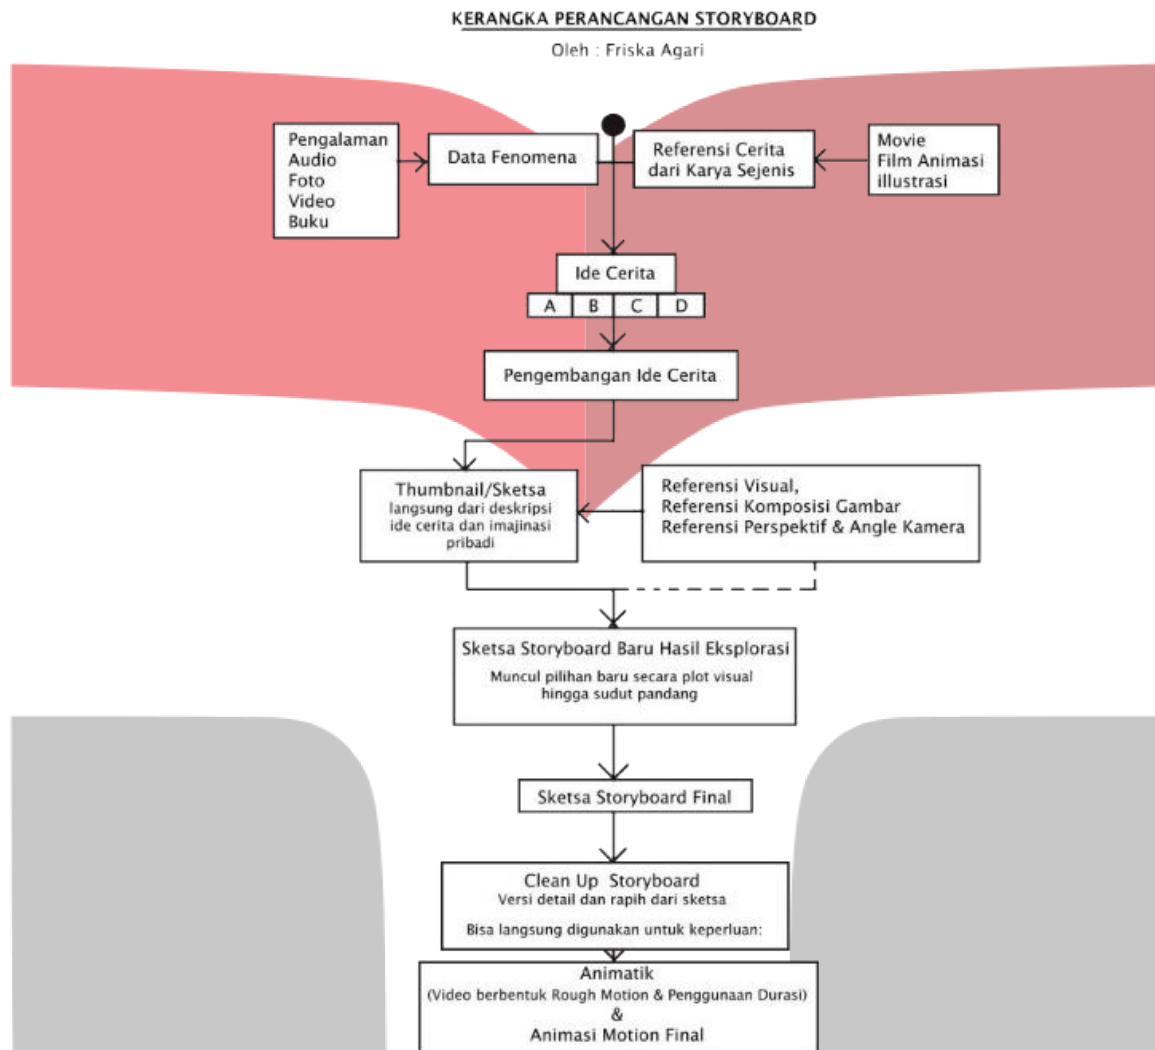 KERANGKA PERANCANGAN STORYBOARD
Oleh : Friska Agari
Pengalaman
Audio
Foto
Video
Buku
Data Fenomena
Referensi Cerita
dari Karya Sejenis
Movie
Film Animasi
illustrasi
Ide Cerita
A B C D
Pengembangan Ide Cerita
Thumbnail/Sketsa
langsung dari deskripsi
ide cerita dan imajinasi
pribadi
Referensi Visual,
Referensi Komposisi Gambar
Referensi Perspektif & Angle Kamera
Sketsa Storyboard Baru Hasil Eksplorasi
Muncul pilihan baru secara plot visual
hingga sudut pandang
Sketsa Storyboard Final
Clean Up Storyboard
Versi detail dan rapih dari sketsa
Bisa langsung digunakan untuk keperluan:
Animatik
(Video berbentuk Rough Motion & Penggunaan Durasi)
&
Animasi Motion Final